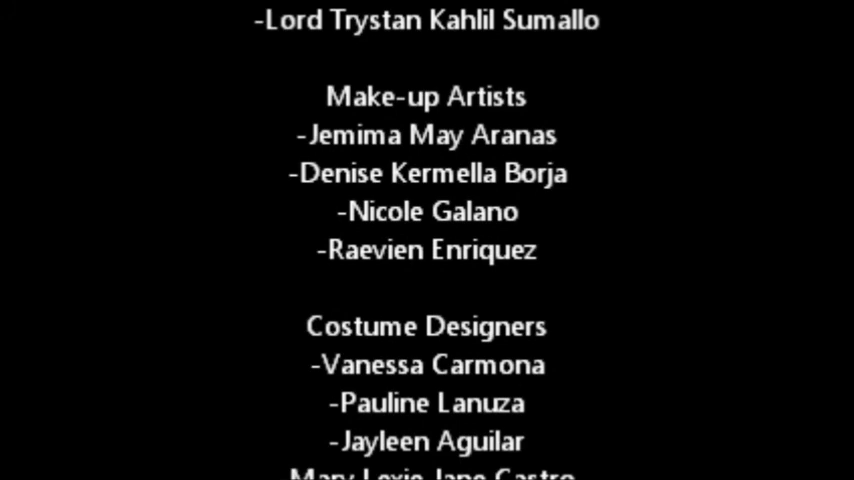 -Lord Trystan Kahlil Sumallo
Make-up Artists
-Jemima May Aranas
-Denise Kermella Borja
-Nicole Galano
-Raevien Enriquez
Costume Designers
-Vanessa Carmona
-Pauline Lanuza
-Jayleen Aguilar
Mary Lexie Jane Castro